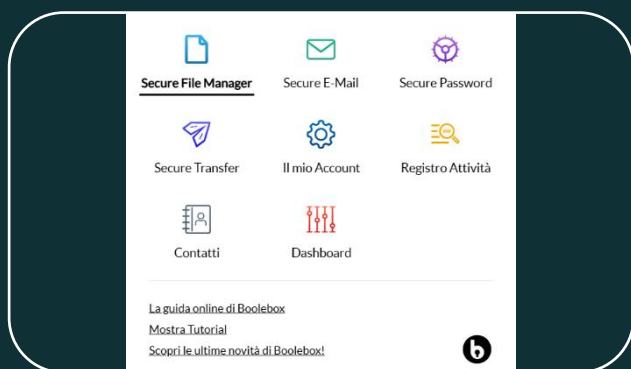 Secure File Manager
Secure E-Mail
Secure Password
Secure Transfer
Il mio Account
Registro Attività
Contatti
Dashboard
La guida online di Boolebox
Mostra Tutorial
Scopri le ultime novità di Boolebox!
b